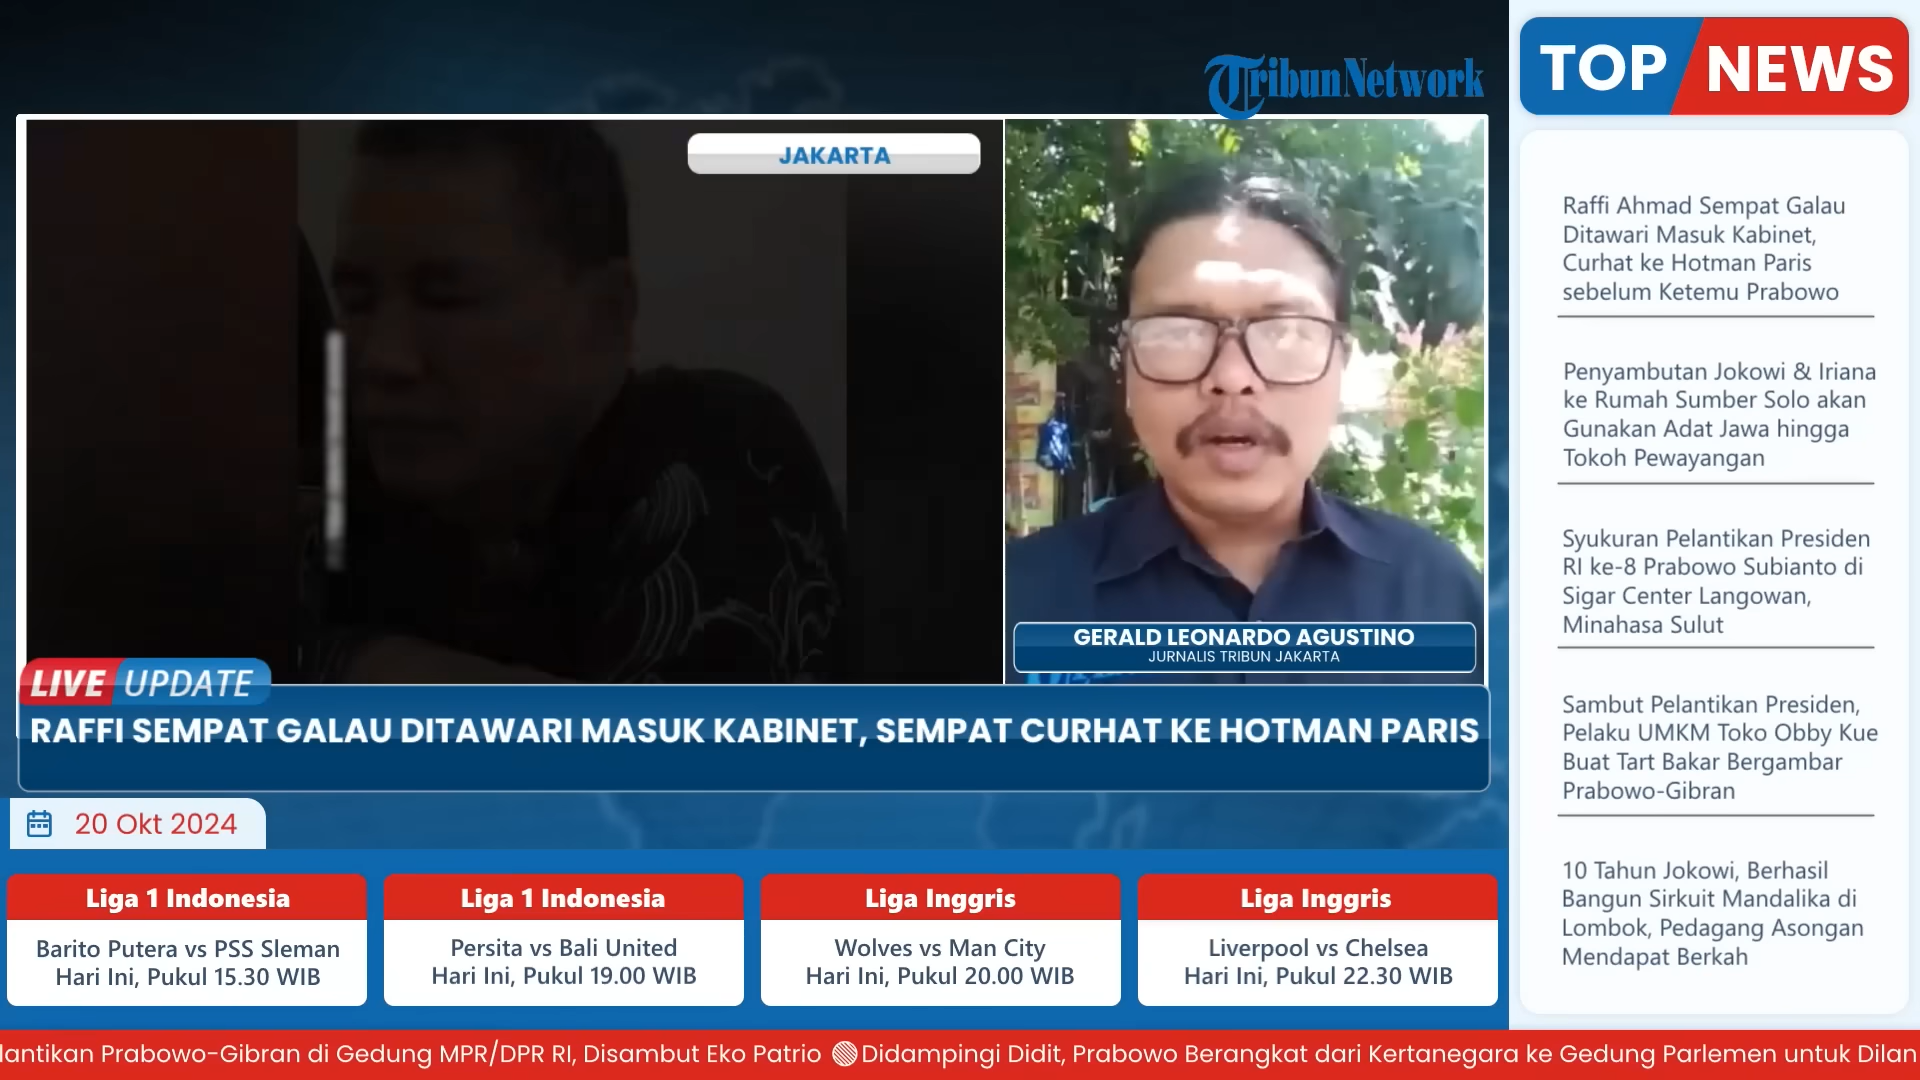 TribunNetwork
TOP NEWS
JAKARTA
GERALD LEONARDO AGUSTINO
JURNALIS TRIBUN JAKARTA
LIVE UPDATE
RAFFI SEMPAT GALAU DITAWARI MASUK KABINET, SEMPAT CURHAT KE HOTMAN PARIS
20 Okt 2024
Liga 1 Indonesia
Barito Putera vs PSS Sleman
Hari Ini, Pukul 15.30 WIB
Liga 1 Indonesia
Persita vs Bali United
Hari Ini, Pukul 19.00 WIB
Liga Inggris
Wolves vs Man City
Hari Ini, Pukul 20.00 WIB
Liga Inggris
Liverpool vs Chelsea
Hari Ini, Pukul 22.30 WIB
Raffi Ahmad Sempat Galau
Ditawari Masuk Kabinet,
Curhat ke Hotman Paris
sebelum Ketemu Prabowo
Penyambutan Jokowi & Iriana
ke Rumah Sumber Solo akan
Gunakan Adat Jawa hingga
Tokoh Pewayangan
Syukuran Pelantikan Presiden
RI ke-8 Prabowo Subianto di
Sigar Center Langowan,
Minahasa Sulut
Sambut Pelantikan Presiden,
Pelaku UMKM Toko Obby Kue
Buat Tart Bakar Bergambar
Prabowo-Gibran
10 Tahun Jokowi, Berhasil
Bangun Sirkuit Mandalika di
Lombok, Pedagang Asongan
Mendapat Berkah
lantikan Prabowo-Gibran di Gedung MPR/DPR RI, Disambut Eko Patrio Didampingi Didit, Prabowo Berangkat dari Kertanegara ke Gedung Parlemen untuk Dilan